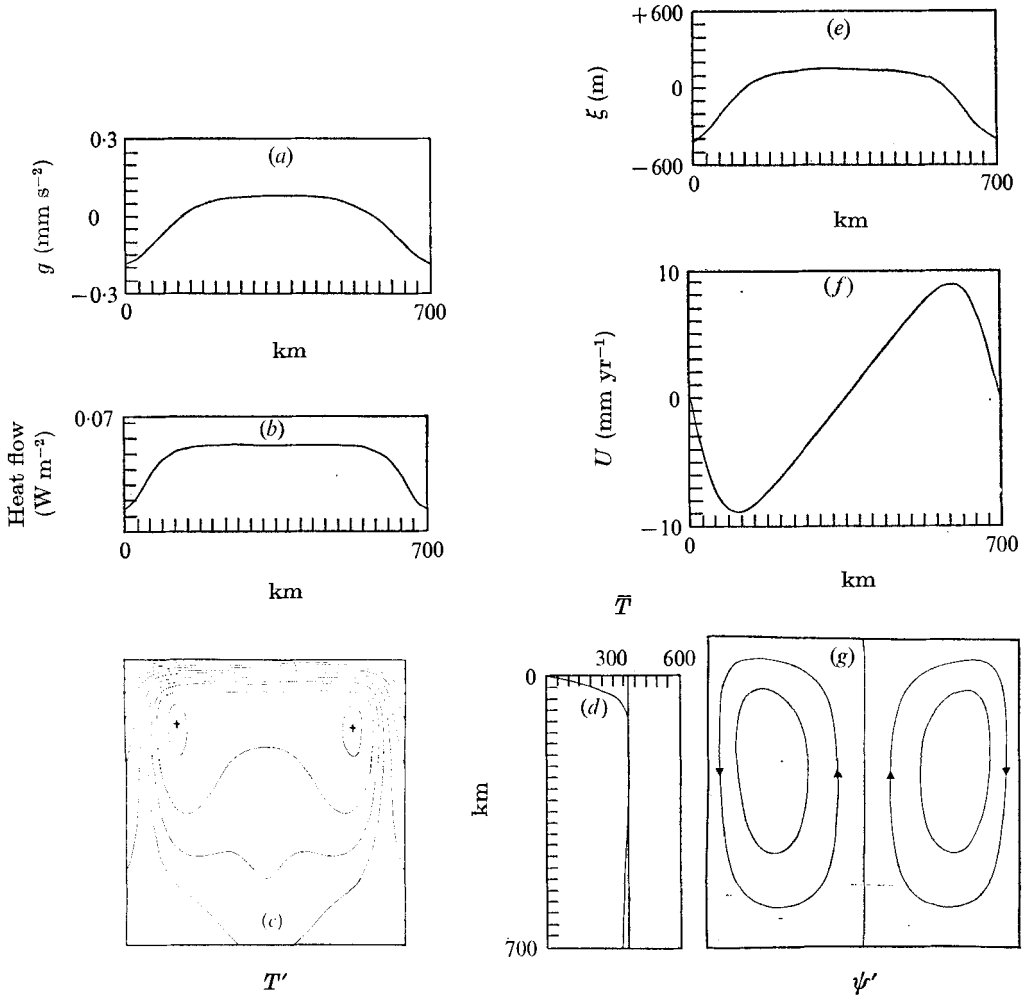 0·3
(a)
g (mm s⁻²)
0
−0·3
0
700
km
0·07
(b)
Heat flow
(W m⁻²)
0
700
km
(c)
T′
+600
(e)
ξ (m)
0
−600
0
700
km
10
(f)
U (mm yr⁻¹)
0
−10
0
700
km
T̄
0
300
600
(d)
km
700
(g)
ψ′